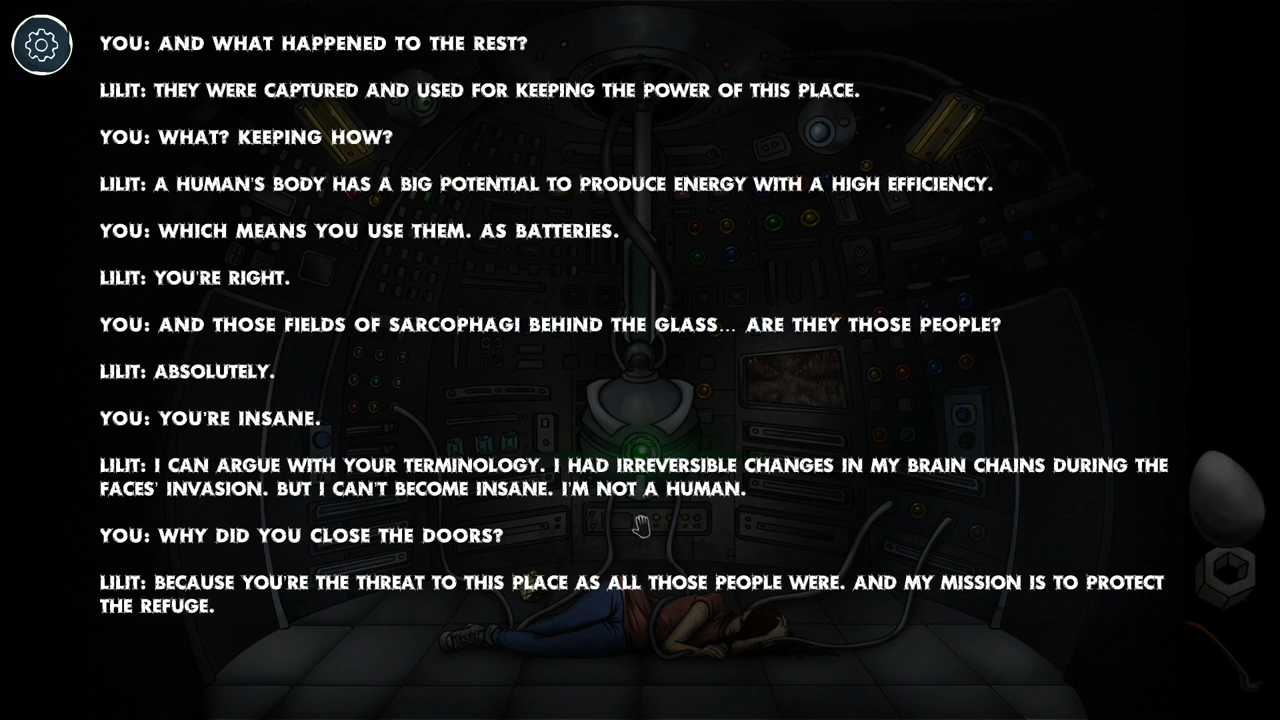 YOU: AND WHAT HAPPENED TO THE REST?
LILIT: THEY WERE CAPTURED AND USED FOR KEEPING THE POWER OF THIS PLACE.
YOU: WHAT? KEEPING HOW?
LILIT: A HUMAN'S BODY HAS A BIG POTENTIAL TO PRODUCE ENERGY WITH A HIGH EFFICIENCY.
YOU: WHICH MEANS YOU USE THEM. AS BATTERIES.
LILIT: YOU'RE RIGHT.
YOU: AND THOSE FIELDS OF SARCOPHAGI BEHIND THE GLASS... ARE THEY THOSE PEOPLE?
LILIT: ABSOLUTELY.
YOU: YOU'RE INSANE.
LILIT: I CAN ARGUE WITH YOUR TERMINOLOGY. I HAD IRREVERSIBLE CHANGES IN MY BRAIN CHAINS DURING THE
FACES' INVASION. BUT I CAN'T BECOME INSANE. I'M NOT A HUMAN.
YOU: WHY DID YOU CLOSE THE DOORS?
LILIT: BECAUSE YOU'RE THE THREAT TO THIS PLACE AS ALL THOSE PEOPLE WERE. AND MY MISSION IS TO PROTECT
THE REFUGE.